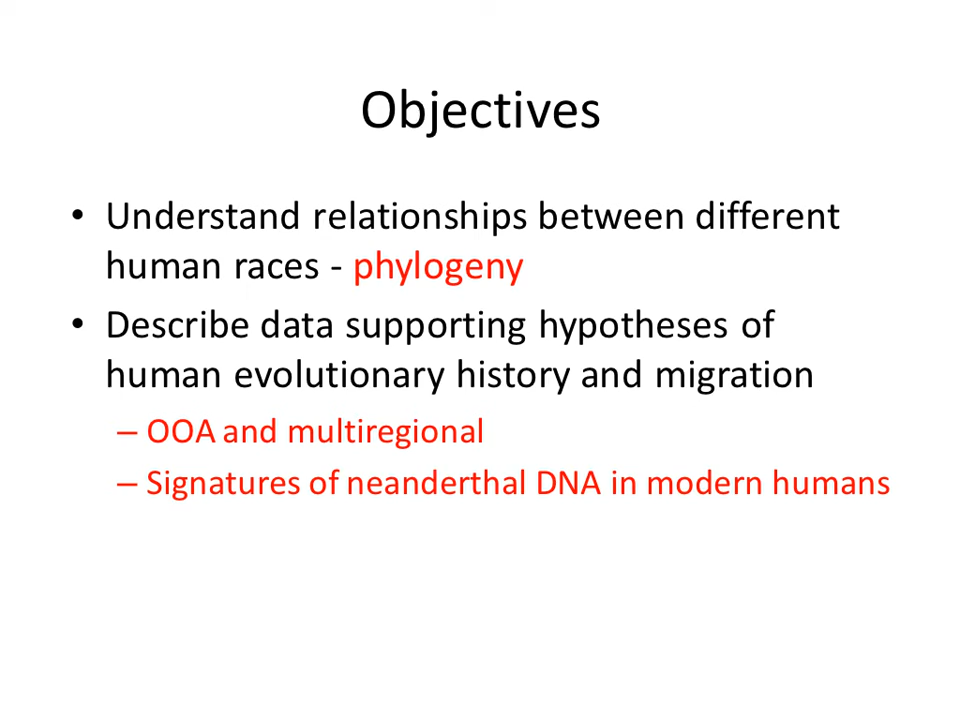 Objectives
• Understand relationships between different
human races - phylogeny
• Describe data supporting hypotheses of
human evolutionary history and migration
– OOA and multiregional
– Signatures of neanderthal DNA in modern humans